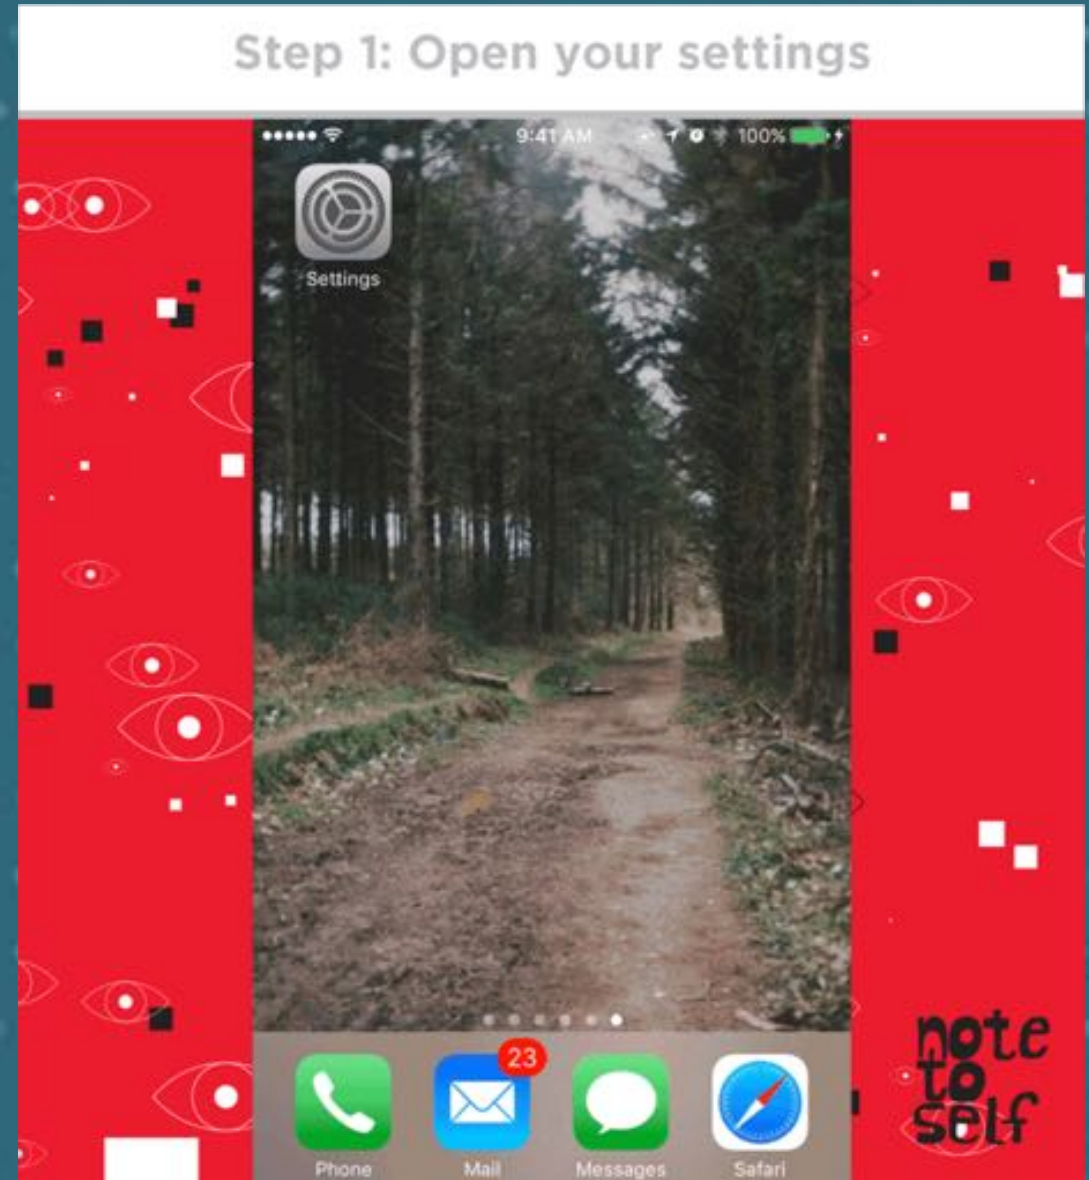 Step 1: Open your settings
9:41 AM 100%
Settings
23
Phone Mail Messages Safari
note
to
self